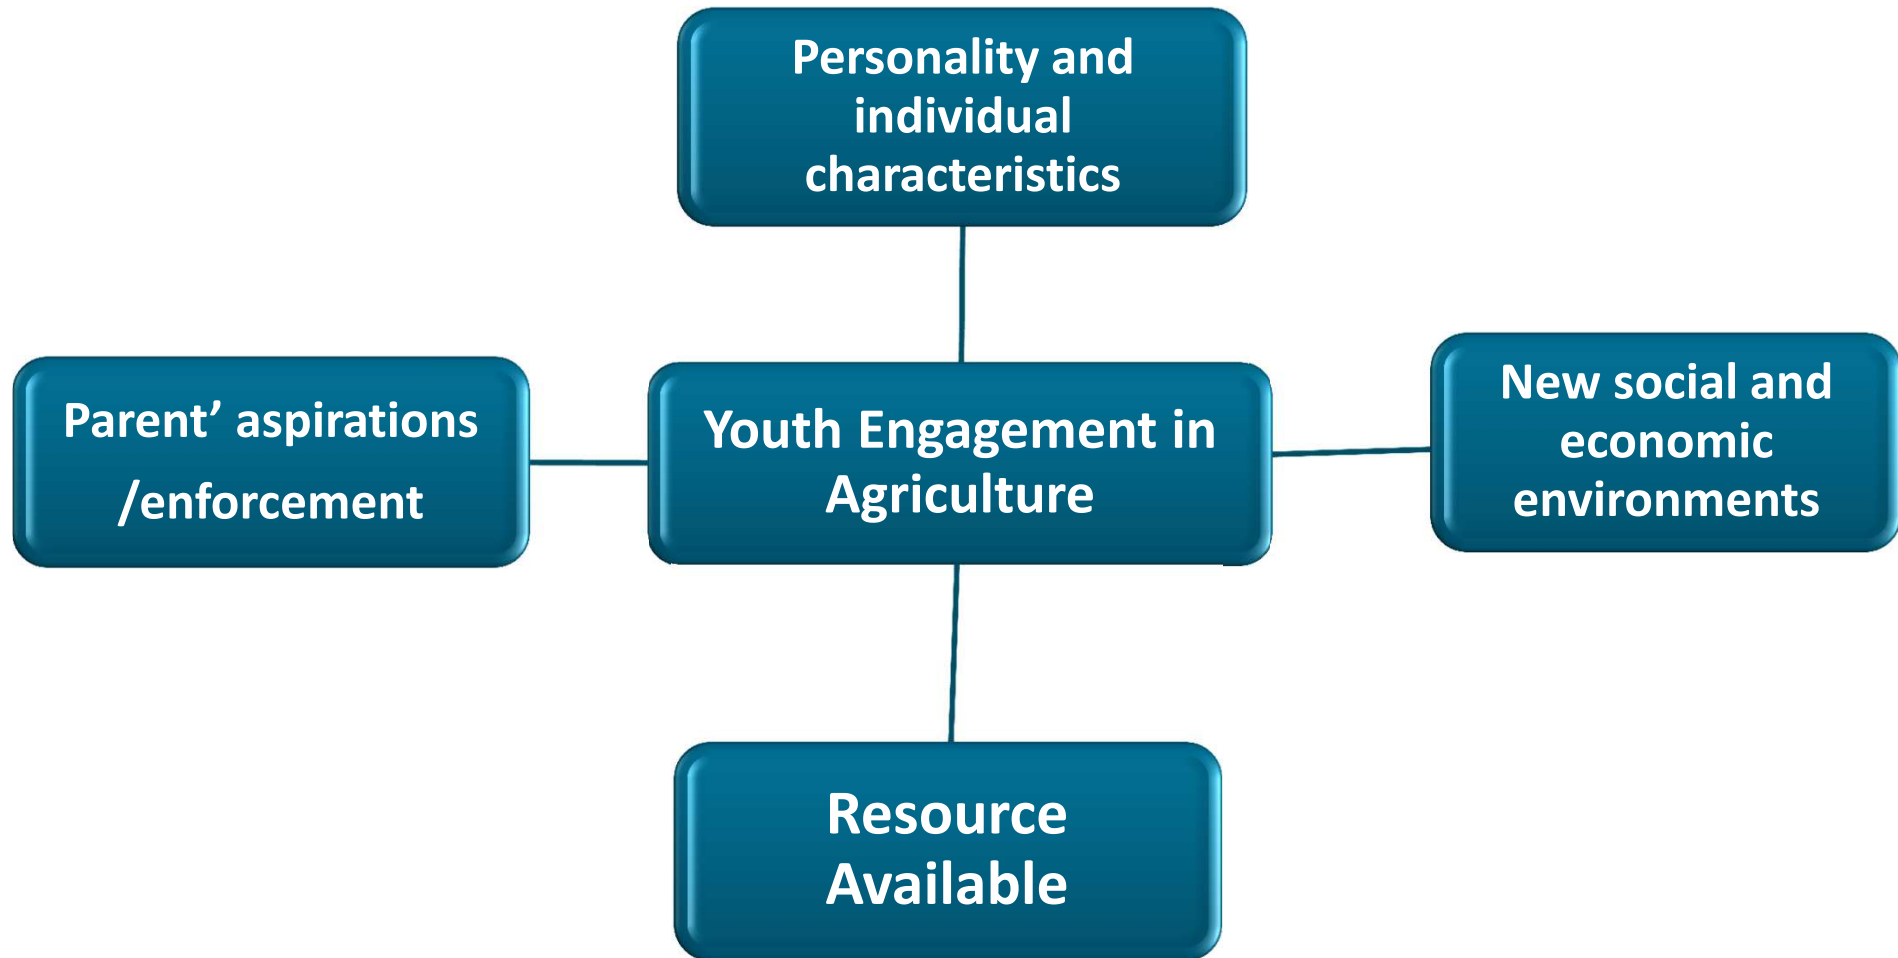 Personality and
individual
characteristics
Parent’ aspirations
/enforcement
Youth Engagement in
Agriculture
New social and
economic
environments
Resource
Available